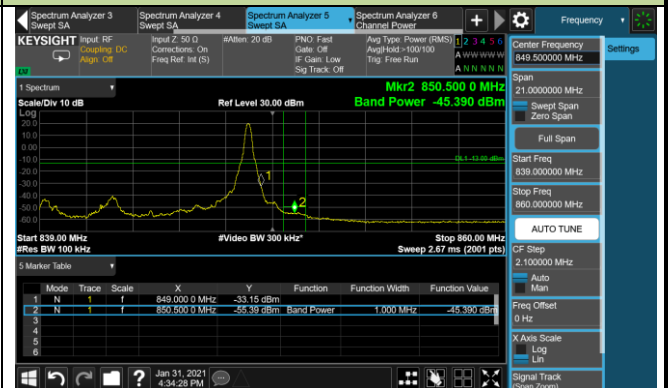 Spectrum Analyzer 3
Swept SA
Spectrum Analyzer 4
Swept SA
Spectrum Analyzer 5
Swept SA
Spectrum Analyzer 6
Channel Power
+
Frequency
KEYSIGHT
Input: RF
Coupling: DC
Align: Off
Input Z: 50 Ω
Corrections: On
Freq Ref: Int (S)
#Atten: 20 dB
PNO: Fast
Gate: Off
IF Gain: Low
Sig Track: Off
Avg Type: Power (RMS)
Avg|Hold:>100/100
Trig: Free Run
1 2 3 4 5 6
A W W W W W
A N N N N N
1 Spectrum
Scale/Div 10 dB
Ref Level 30.00 dBm
Mkr2 850.500 0 MHz
Band Power -45.390 dBm
Log
20.0
10.0
0.00
-10.0
-20.0
-30.0
-40.0
-50.0
-60.0
DL1 -13.00 dBm
1
2
Start 839.00 MHz
#Res BW 100 kHz
#Video BW 300 kHz*
Stop 860.00 MHz
Sweep 2.67 ms (2001 pts)
5 Marker Table
Mode Trace Scale X Y Function Function Width Function Value
1 N 1 f 849.000 0 MHz -33.15 dBm
2 N 1 f 850.500 0 MHz -55.39 dBm Band Power 1.000 MHz -45.390 dBm
3
4
5
6
Jan 31, 2021
4:34:28 PM
Center Frequency
849.500000 MHz
Settings
Span
21.0000000 MHz
Swept Span
Zero Span
Full Span
Start Freq
839.000000 MHz
Stop Freq
860.000000 MHz
AUTO TUNE
CF Step
2.100000 MHz
Auto
Man
Freq Offset
0 Hz
X Axis Scale
Log
Lin
Signal Track
(Span Zoom)